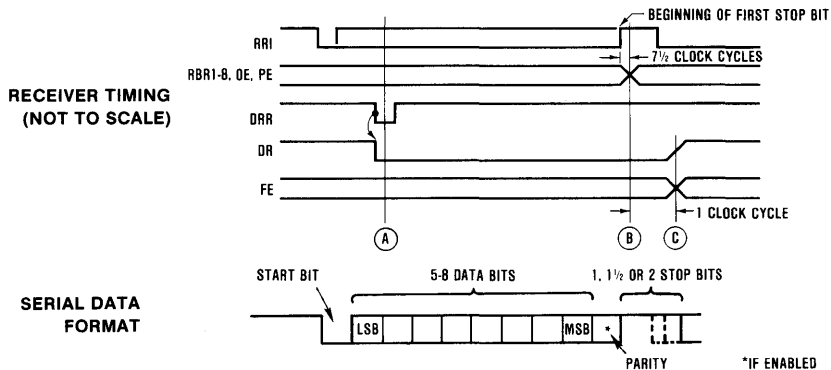 BEGINNING OF FIRST STOP BIT
RRI
7½ CLOCK CYCLES
RBR1-8, OE, PE
RECEIVER TIMING
(NOT TO SCALE)
DRR
DR
FE
1 CLOCK CYCLE
A
B
C
START BIT
5-8 DATA BITS
1, 1½ OR 2 STOP BITS
SERIAL DATA
FORMAT
LSB
MSB
*
PARITY
*IF ENABLED